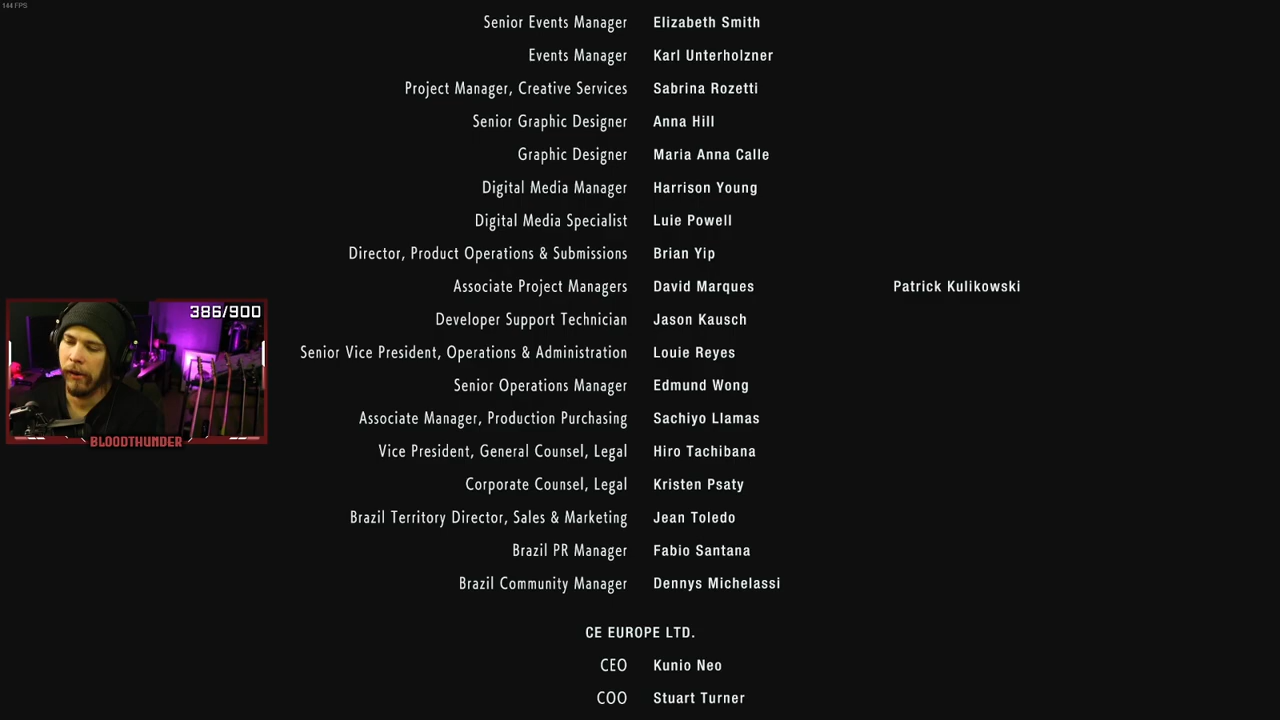 144 FPS
Senior Events Manager Elizabeth Smith
Events Manager Karl Unterholzner
Project Manager, Creative Services Sabrina Rozetti
Senior Graphic Designer Anna Hill
Graphic Designer Maria Anna Calle
Digital Media Manager Harrison Young
Digital Media Specialist Luie Powell
Director, Product Operations & Submissions Brian Yip
Associate Project Managers David Marques Patrick Kulikowski
Developer Support Technician Jason Kausch
Senior Vice President, Operations & Administration Louie Reyes
Senior Operations Manager Edmund Wong
Associate Manager, Production Purchasing Sachiyo Llamas
Vice President, General Counsel, Legal Hiro Tachibana
Corporate Counsel, Legal Kristen Psaty
Brazil Territory Director, Sales & Marketing Jean Toledo
Brazil PR Manager Fabio Santana
Brazil Community Manager Dennys Michelassi
CE EUROPE LTD.
CEO Kunio Neo
COO Stuart Turner
386/900
BLOODTHUNDER